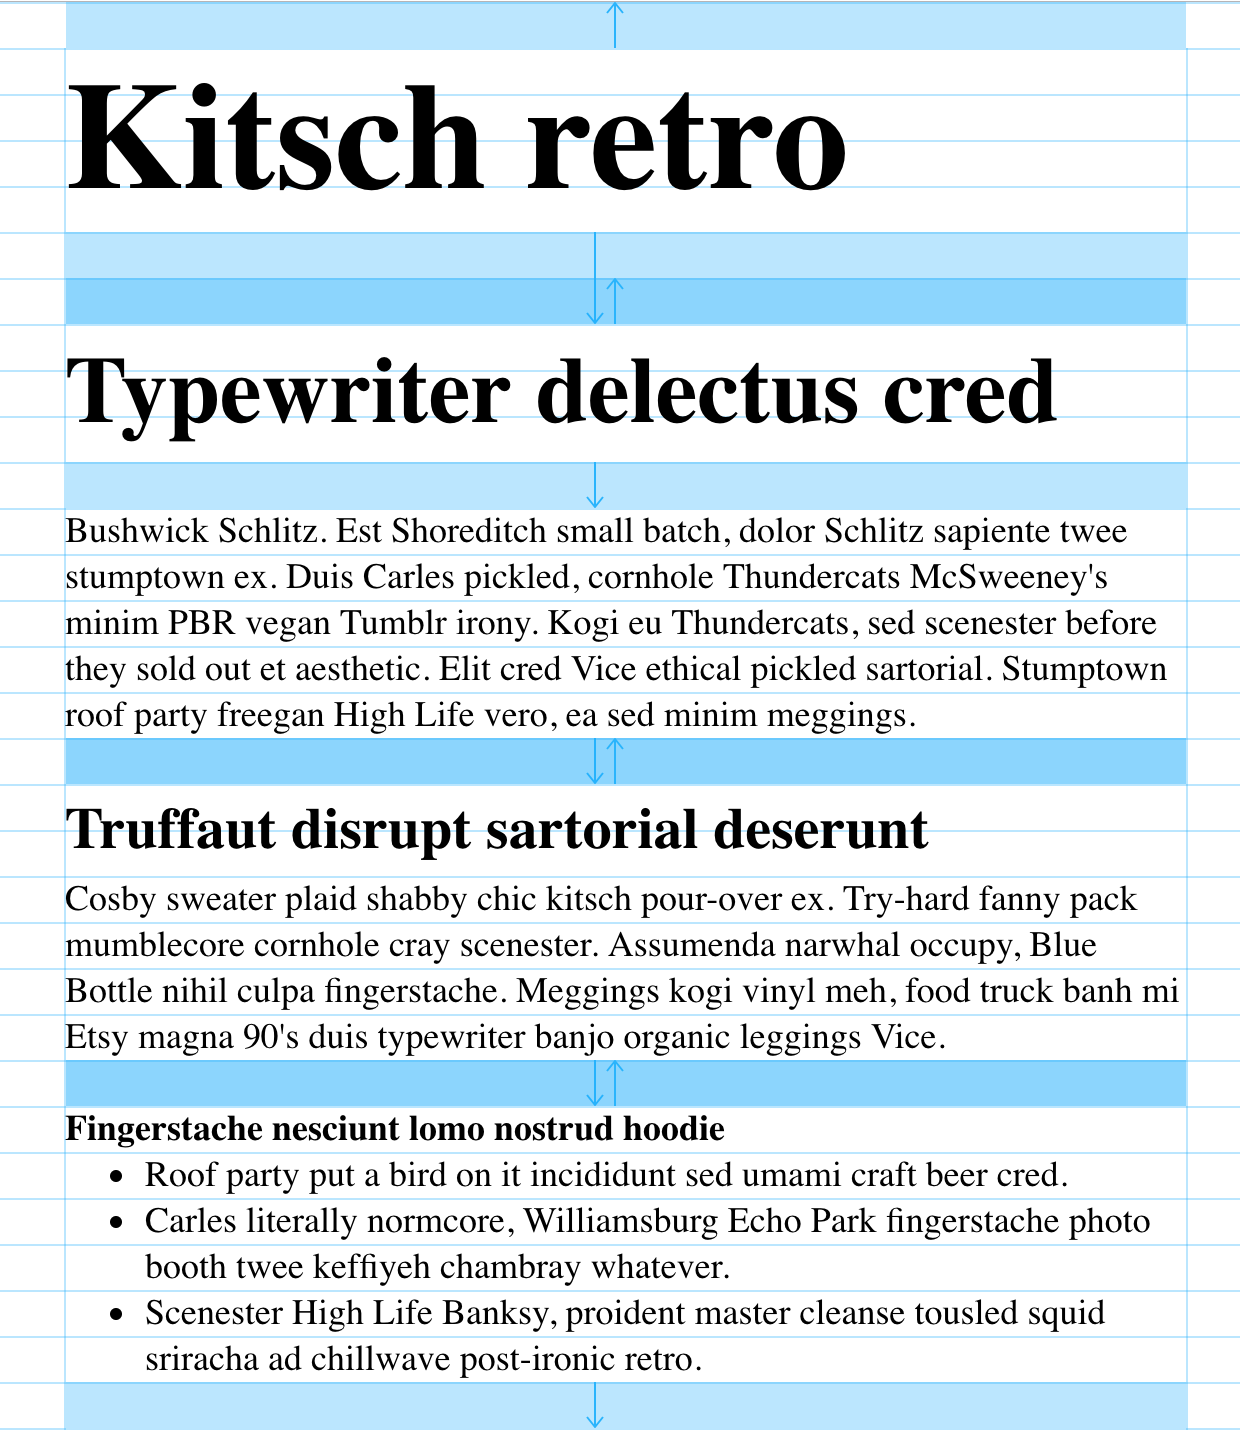 Kitsch retro
Typewriter delectus cred
Bushwick Schlitz. Est Shoreditch small batch, dolor Schlitz sapiente twee
stumptown ex. Duis Carles pickled, cornhole Thundercats McSweeney's
minim PBR vegan Tumblr irony. Kogi eu Thundercats, sed scenester before
they sold out et aesthetic. Elit cred Vice ethical pickled sartorial. Stumptown
roof party freegan High Life vero, ea sed minim meggings.
Truffaut disrupt sartorial deserunt
Cosby sweater plaid shabby chic kitsch pour-over ex. Try-hard fanny pack
mumblecore cornhole cray scenester. Assumenda narwhal occupy, Blue
Bottle nihil culpa fingerstache. Meggings kogi vinyl meh, food truck banh mi
Etsy magna 90's duis typewriter banjo organic leggings Vice.
Fingerstache nesciunt lomo nostrud hoodie
• Roof party put a bird on it incididunt sed umami craft beer cred.
• Carles literally normcore, Williamsburg Echo Park fingerstache photo
booth twee keffiyeh chambray whatever.
• Scenester High Life Banksy, proident master cleanse tousled squid
sriracha ad chillwave post-ironic retro.